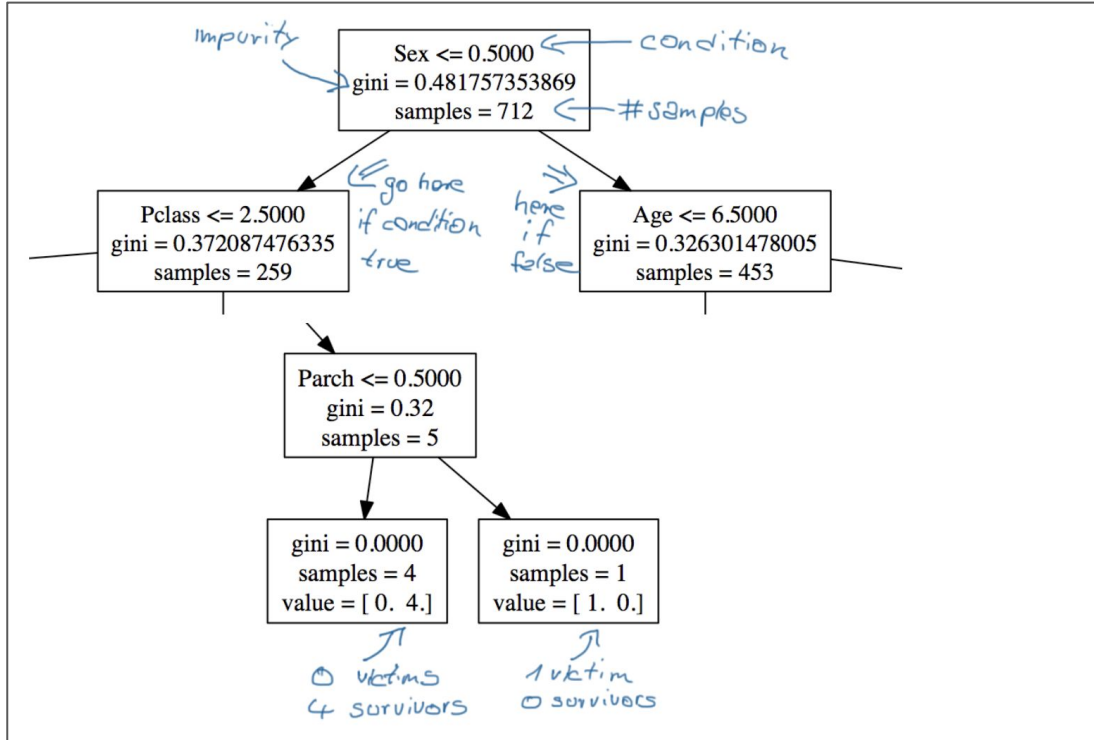 impurity
Sex <= 0.5000
gini = 0.481757353869
samples = 712
condition
#samples
go here
if condition
true
here
if
false
Pclass <= 2.5000
gini = 0.372087476335
samples = 259
Age <= 6.5000
gini = 0.326301478005
samples = 453
Parch <= 0.5000
gini = 0.32
samples = 5
gini = 0.0000
samples = 4
value = [ 0. 4.]
gini = 0.0000
samples = 1
value = [ 1. 0.]
0 victims
4 survivors
1 victim
0 survivors